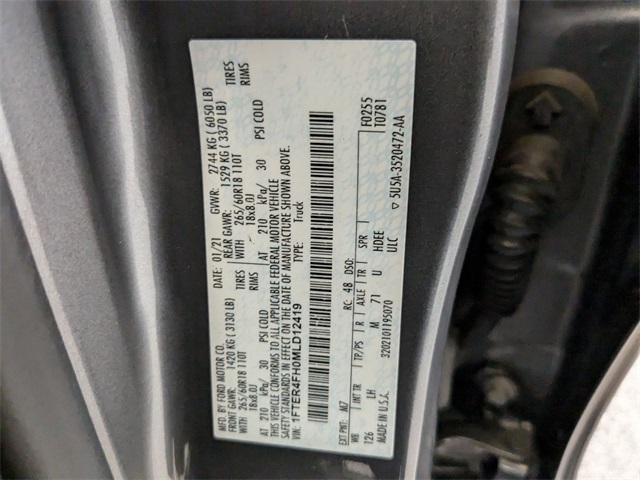 MFD. BY FORD MOTOR CO.
DATE: 01/21 GVWR: 2744 KG ( 6050 LB)
FRONT GAWR: 1420 KG ( 3130 LB) REAR GAWR: 1529 KG ( 3370 LB)
WITH 265/60R18 110T TIRES WITH 265/60R18 110T TIRES
18x8.0J RIMS 18x8.0J RIMS
AT 210 kPa/ 30 PSI COLD AT 210 kPa/ 30 PSI COLD
THIS VEHICLE CONFORMS TO ALL APPLICABLE FEDERAL MOTOR VEHICLE
SAFETY STANDARDS IN EFFECT ON THE DATE OF MANUFACTURE SHOWN ABOVE.
VIN: 1FTER4FH0MLD12419 TYPE: Truck
EXT PNT: M7 RC: 48 DSO: F0255
WB INT TR TP/PS R AXLE TR SPR T0781
126 LH M 71 U HDEE
MADE IN U.S.A. 3202101195070 ULC ▽ 5U5A-3520472-AA